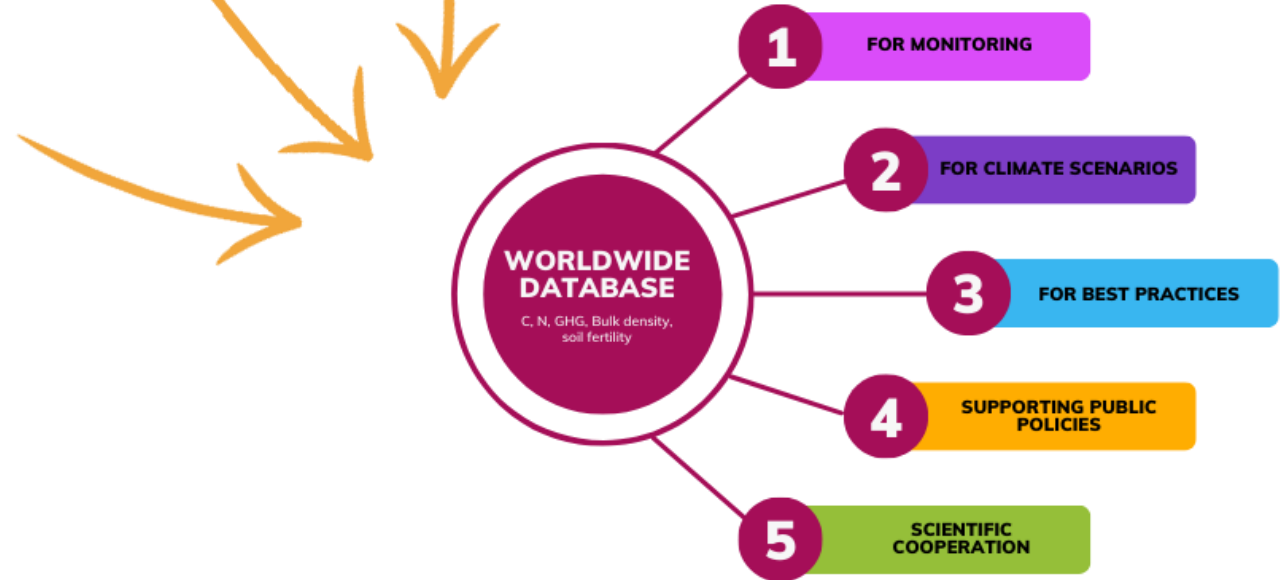 1
FOR MONITORING
2
FOR CLIMATE SCENARIOS
WORLDWIDE
DATABASE
C, N, GHG, Bulk density,
soil fertility
3
FOR BEST PRACTICES
4
SUPPORTING PUBLIC
POLICIES
5
SCIENTIFIC
COOPERATION